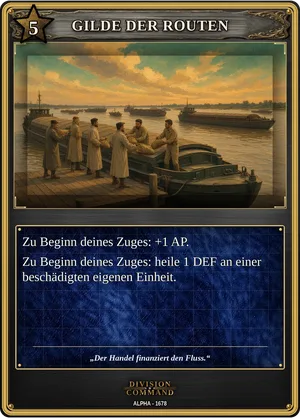 5
GILDE DER ROUTEN
Zu Beginn deines Zuges: +1 AP.
Zu Beginn deines Zuges: heile 1 DEF an einer
beschädigten eigenen Einheit.
„Der Handel finanziert den Fluss.“
DIVISION
COMMAND
ALPHA - 1678